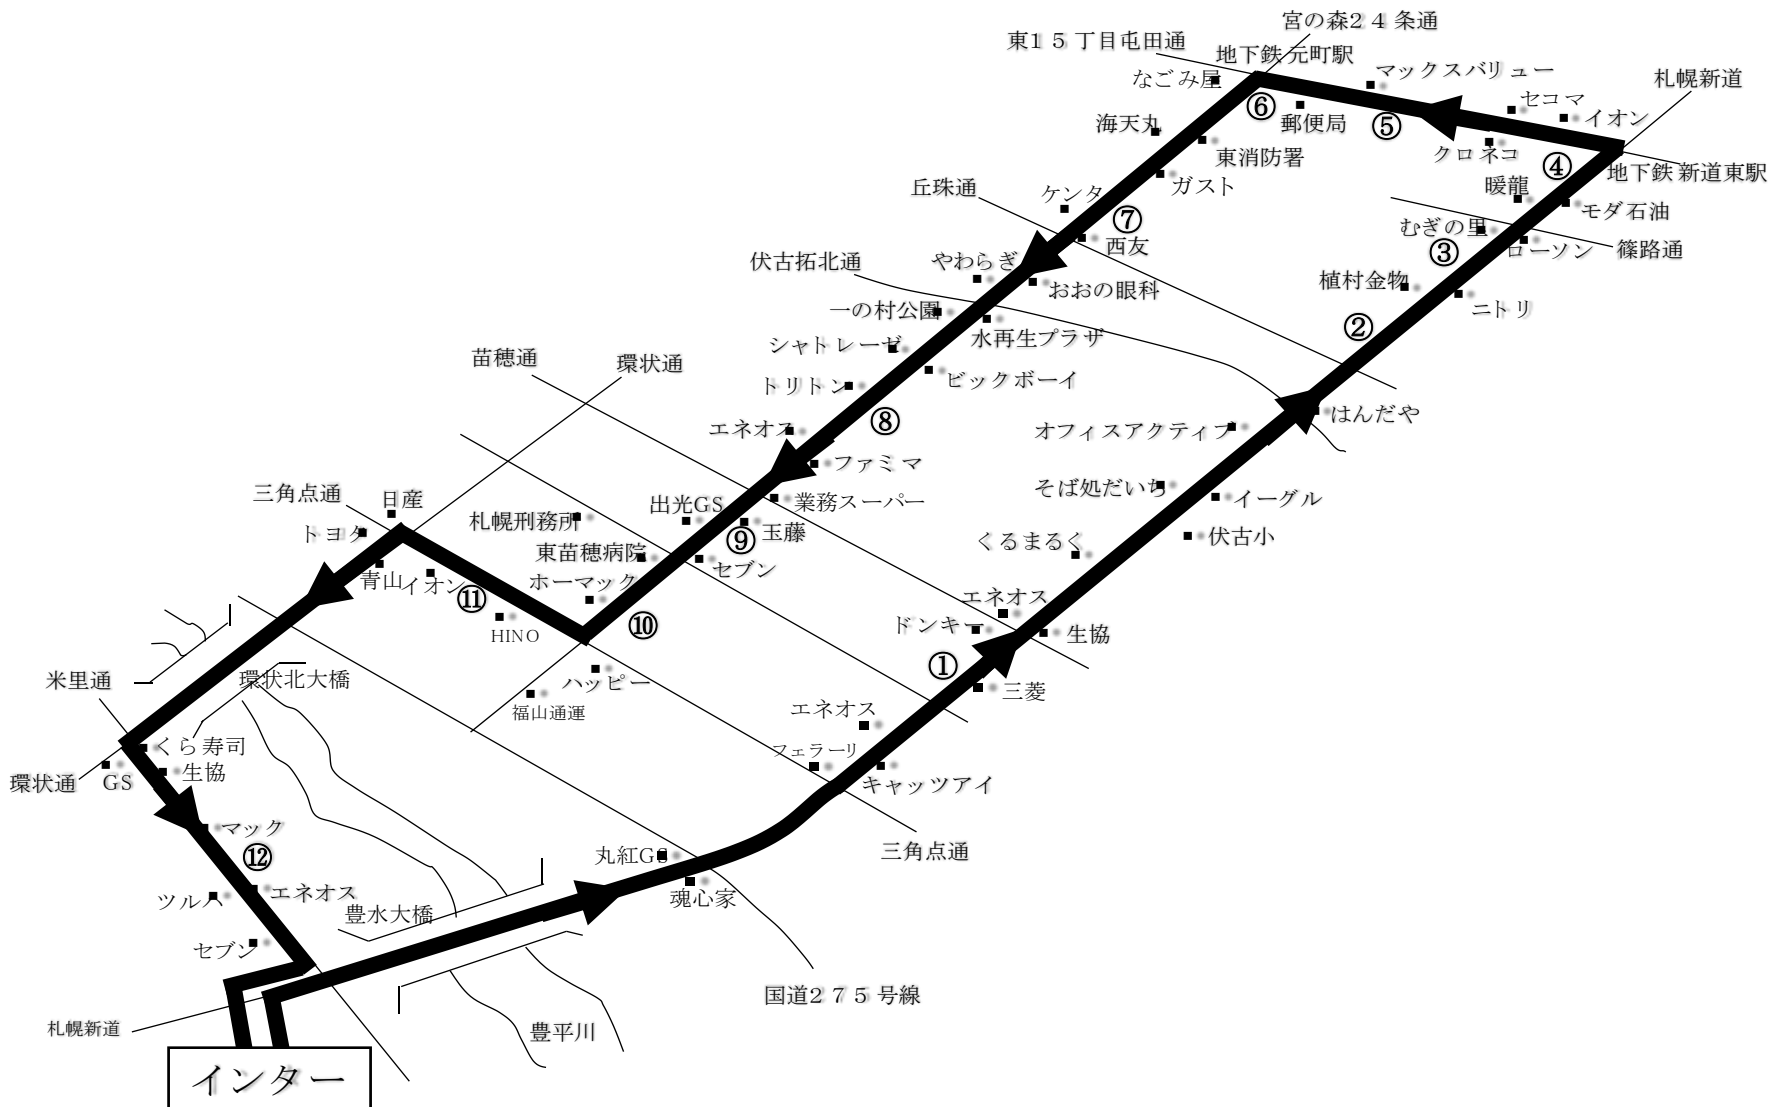 宮の森２４条通
東１５丁目屯田通
地下鉄 元町駅
マックスバリュー
札幌新道
なごみ屋
セコマ
イオン
⑥
郵便局
⑤
海天丸
東消防署
クロネコ
④
地下鉄 新道東駅
丘珠通
ケンタ
ガスト
暖龍
モダ石油
⑦
むぎの里
西友
ローソン
篠路通
③
伏古拓北通
やわらぎ
おおの眼科
植村金物
ニトリ
一の村公園
水再生プラザ
②
シャトレーゼ
苗穂通
環状通
トリトン
ビックボーイ
はんだや
エネオス
⑧
オフィスアクティブ
ファミマ
三角点通
日産
出光GS
業務スーパー
そば処だいち
イーグル
札幌刑務所
トヨタ
玉藤
⑨
伏古小
くるまるく
東苗穂病院
セブン
青山
イオン
ホーマック
⑪
エネオス
HINO
⑩
ドンキー
生協
米里通
環状北大橋
ハッピー
①
三菱
福山通運
エネオス
くら寿司
フェラーリ
環状通
GS
生協
キャッツアイ
マック
三角点通
⑫
丸紅GS
ツルハ
エネオス
魂心家
豊水大橋
セブン
国道２７５号線
札幌新道
豊平川
インター